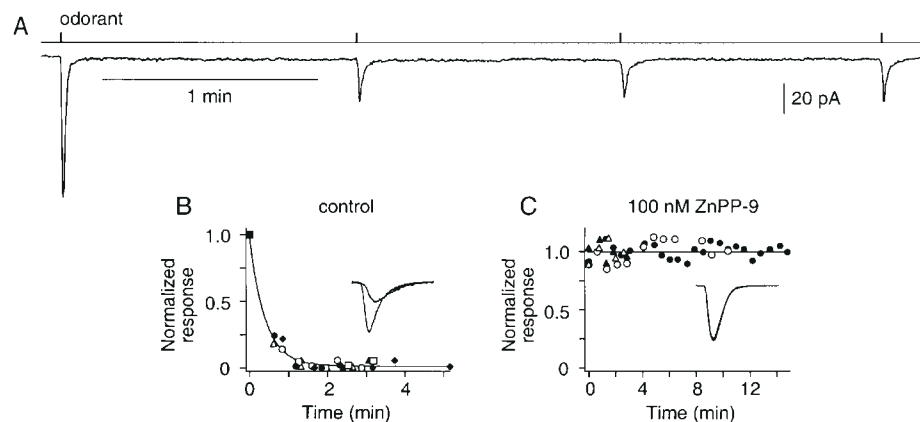 A
odorant
1 min
20 pA
B
control
C
100 nM ZnPP-9
Normalized
response
1.0
0.5
0
0
2
4
Time (min)
Normalized
response
1.0
0.5
0
0
4
8
12
Time (min)